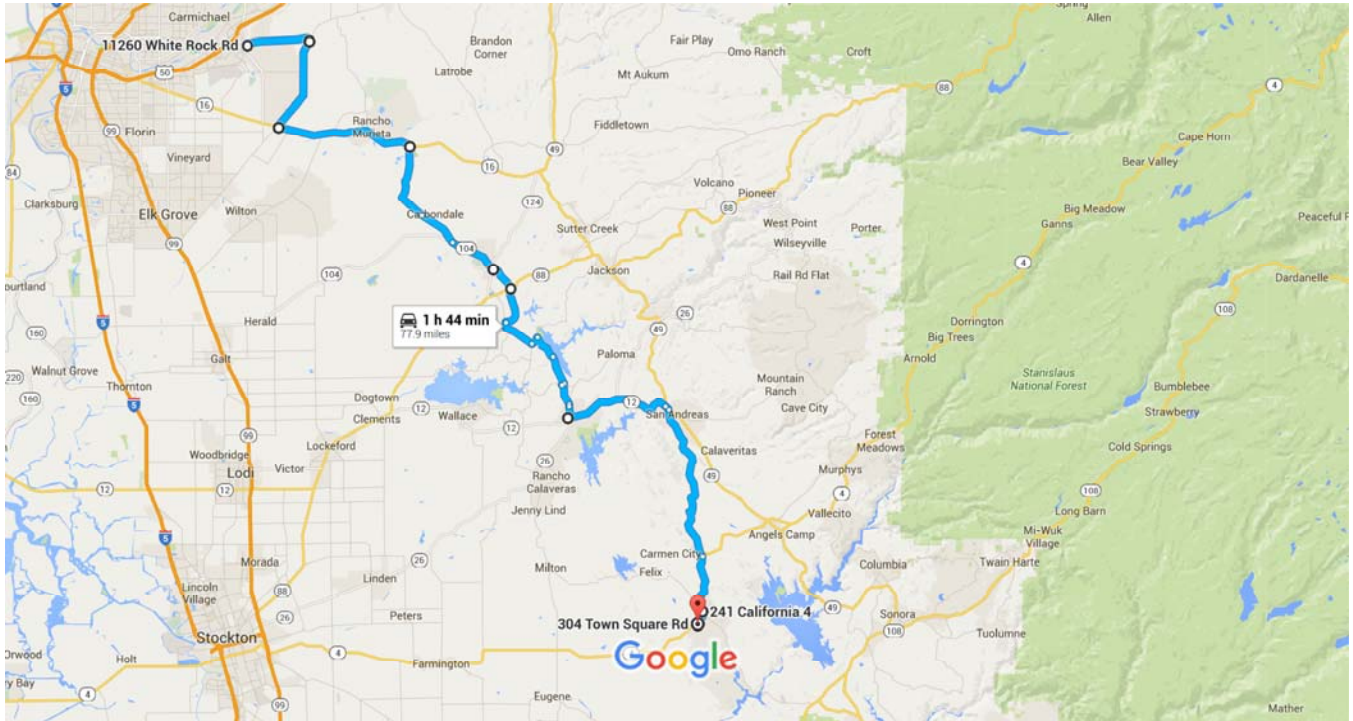 Carmichael
Spring
Allen
11260 White Rock Rd
Brandon
Corner
Fair Play
Omo Ranch
Croft
50
Latrobe
Mt Aukum
5
88
4
16
Rancho
Murieta
Fiddletown
99
Florin
49
Cape Horn
Vineyard
16
Bear Valley
84
Volcano
Pioneer
Clarksburg
Elk Grove
Wilton
124
88
Big Meadow
Carbondale
West Point
Porter
Ganns
Peaceful P
Sutter Creek
Wilseyville
99
104
104
88
Jackson
Rail Rd Flat
4
Dardanelle
ourtland
108
5
1 h 44 min
77.9 miles
26
160
Herald
49
Dorrington
Big Trees
Galt
Paloma
Arnold
220
Walnut Grove
Thornton
5
Dogtown
Mountain
Ranch
Stanislaus
National Forest
Bumblebee
12
Wallace
12
Clements
San Andreas
Cave City
Strawberry
12
99
Lockeford
Forest
Meadows
Woodbridge
Calaveritas
Cold Springs
Lodi
Victor
26
Rancho
Calaveras
49
Murphys
12
12
Jenny Lind
4
108
Vallecito
Long Barn
5
Angels Camp
Mi-Wuk
Village
Morada
26
Carmen City
Columbia
Twain Harte
Lincoln
Village
88
Linden
Milton
Felix
49
Peters
241 California 4
Sonora
304 Town Square Rd
108
Tuolumne
Stockton
Google
Orwood
Holt
4
Farmington
ry Bay
4
99
Eugene
Mather